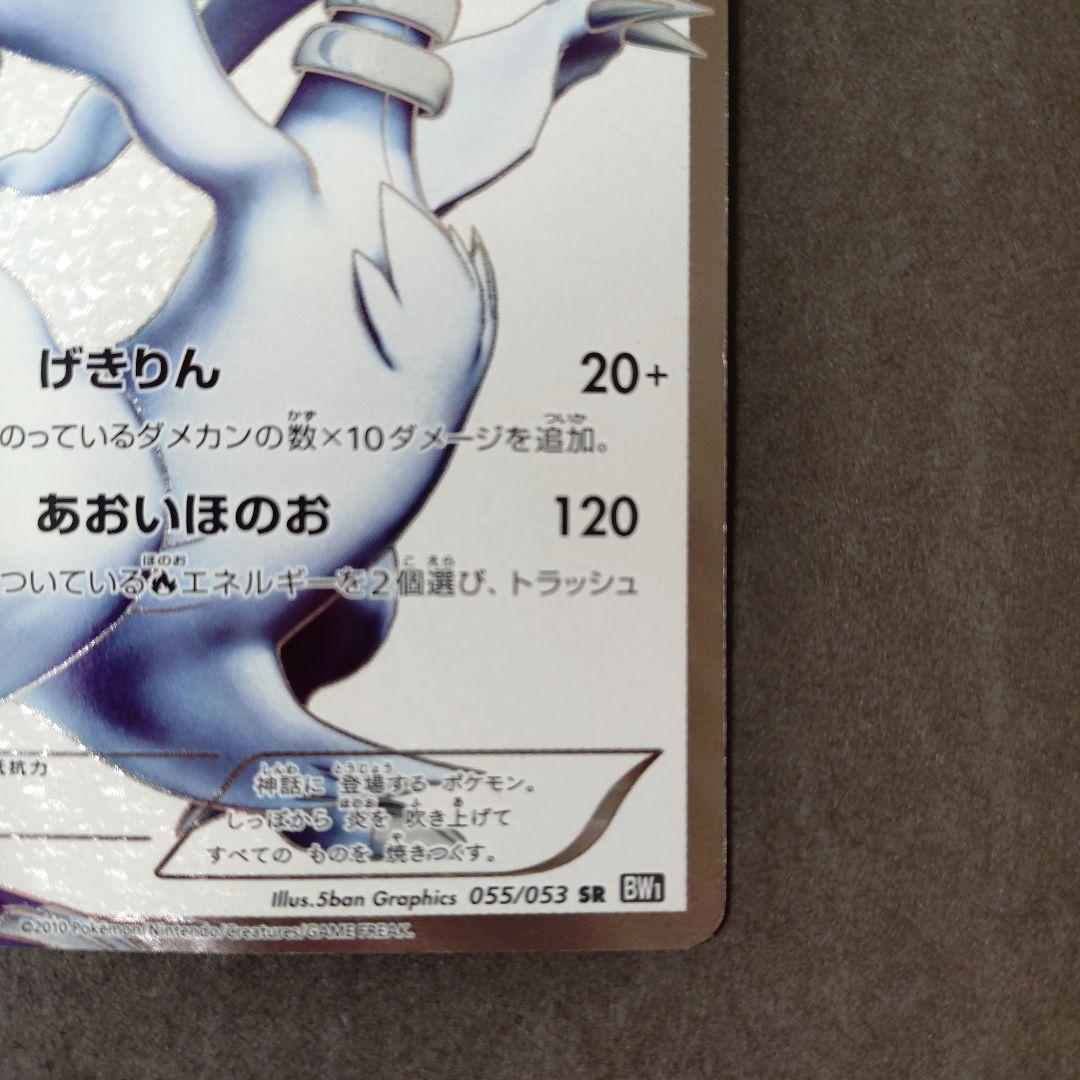 げきりん 20+
のっているダメカンの数×10ダメージを追加。
あおいほのお 120
ついている🔥エネルギーを2個選び、トラッシュ
抵抗力
神話に 登場する ポケモン。
しっぽから 炎を 吹き上げて
すべての ものを 焼きつくす。
Illus.5ban Graphics 055/053 SR BW1
©2010 Pokémon/Nintendo/Creatures/GAME FREAK.